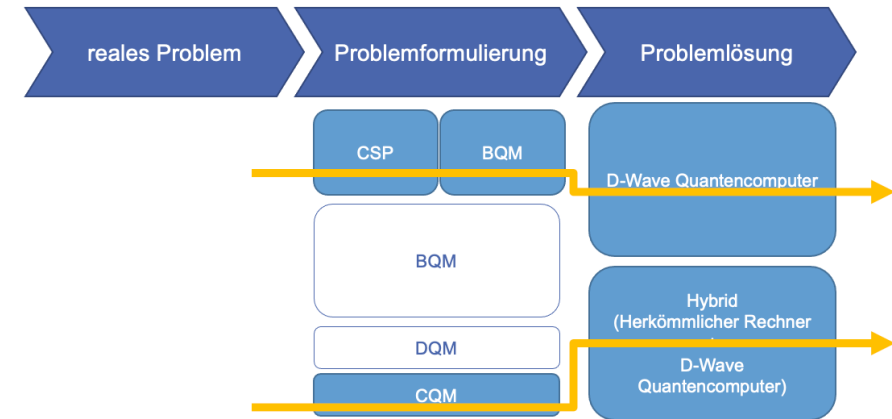 reales Problem
Problemformulierung
Problemlösung
CSP
BQM
D-Wave Quantencomputer
BQM
DQM
CQM
Hybrid
(Herkömmlicher Rechner
D-Wave
Quantencomputer)